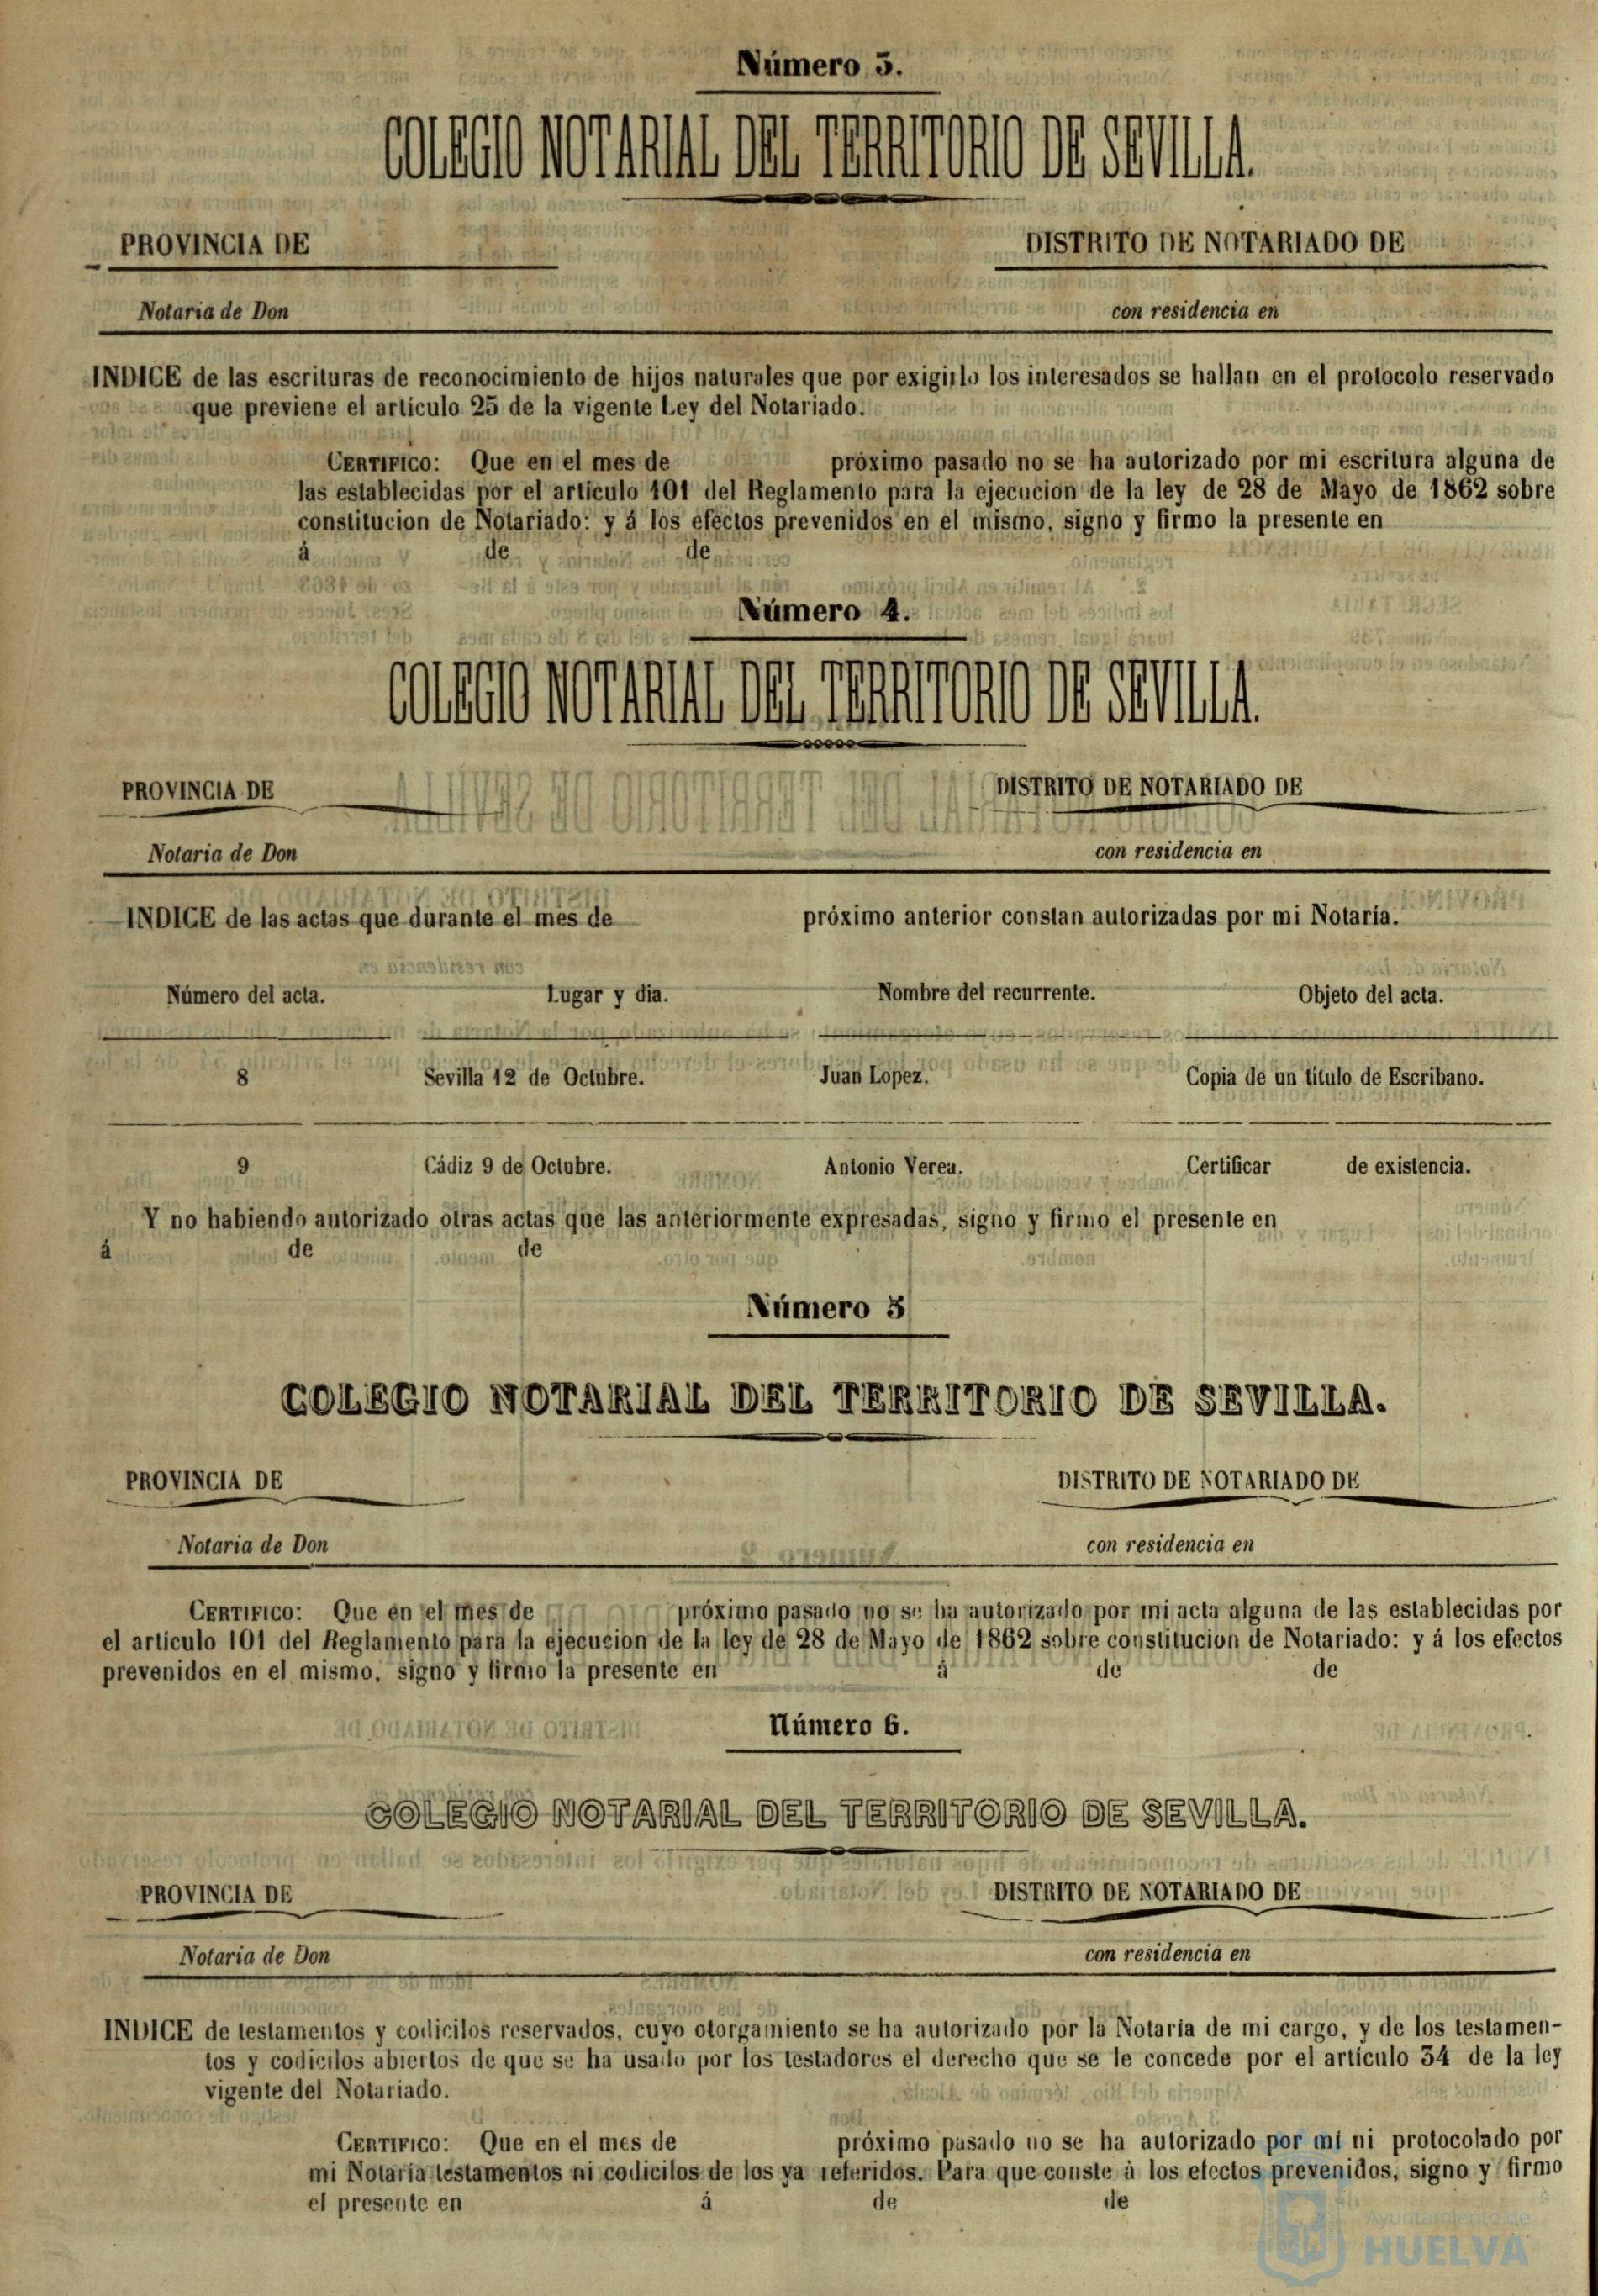 Número 3.
COLEGIO NOTARIAL DEL TERRITORIO DE SEVILLA.
PROVINCIA DE DISTRITO DE NOTARIADO DE
Notaria de Don con residencia en
INDICE de las escrituras de reconocimiento de hijos naturales que por exigirlo los interesados se hallan en el protocolo reservado
que previene el artículo 25 de la vigente Ley del Notariado.
CERTIFICO: Que en el mes de próximo pasado no se ha autorizado por mi escritura alguna de
las establecidas por el artículo 101 del Reglamento para la ejecucion de la ley de 28 de Mayo de 1862 sobre
constitucion de Notariado: y á los efectos prevenidos en el mismo, signo y firmo la presente en
á de de
Número 4.
COLEGIO NOTARIAL DEL TERRITORIO DE SEVILLA.
PROVINCIA DE DISTRITO DE NOTARIADO DE
Notaria de Don con residencia en
INDICE de las actas que durante el mes de próximo anterior constan autorizadas por mi Notaría.
Número del acta. Lugar y dia. Nombre del recurrente. Objeto del acta.
8 Sevilla 12 de Octubre. Juan Lopez. Copia de un título de Escribano.
9 Cádiz 9 de Octubre. Antonio Verea. Certificar de existencia.
Y no habiendo autorizado otras actas que las anteriormente expresadas, signo y firmo el presente en
á de de
Número 5
COLEGIO NOTARIAL DEL TERRITORIO DE SEVILLA.
PROVINCIA DE DISTRITO DE NOTARIADO DE
Notaria de Don con residencia en
CERTIFICO: Que en el mes de próximo pasado no se ha autorizado por mi acta alguna de las establecidas por
el artículo 101 del Reglamento para la ejecucion de la ley de 28 de Mayo de 1862 sobre constitucion de Notariado: y á los efectos
prevenidos en el mismo, signo y firmo la presente en á de de
Número 6.
COLEGIO NOTARIAL DEL TERRITORIO DE SEVILLA.
PROVINCIA DE DISTRITO DE NOTARIADO DE
Notaria de Don con residencia en
INDICE de testamentos y codicilos reservados, cuyo otorgamiento se ha autorizado por la Notaría de mi cargo, y de los testamen-
tos y codicilos abiertos de que se ha usado por los testadores el derecho que se le concede por el artículo 34 de la ley
vigente del Notariado.
CERTIFICO: Que en el mes de próximo pasado no se ha autorizado por mí ni protocolado por
mi Notaría testamentos ni codicilos de los ya referidos. Para que conste à los efectos prevenidos, signo y firmo
el presente en á de de
Ayuntamiento de
HUELVA